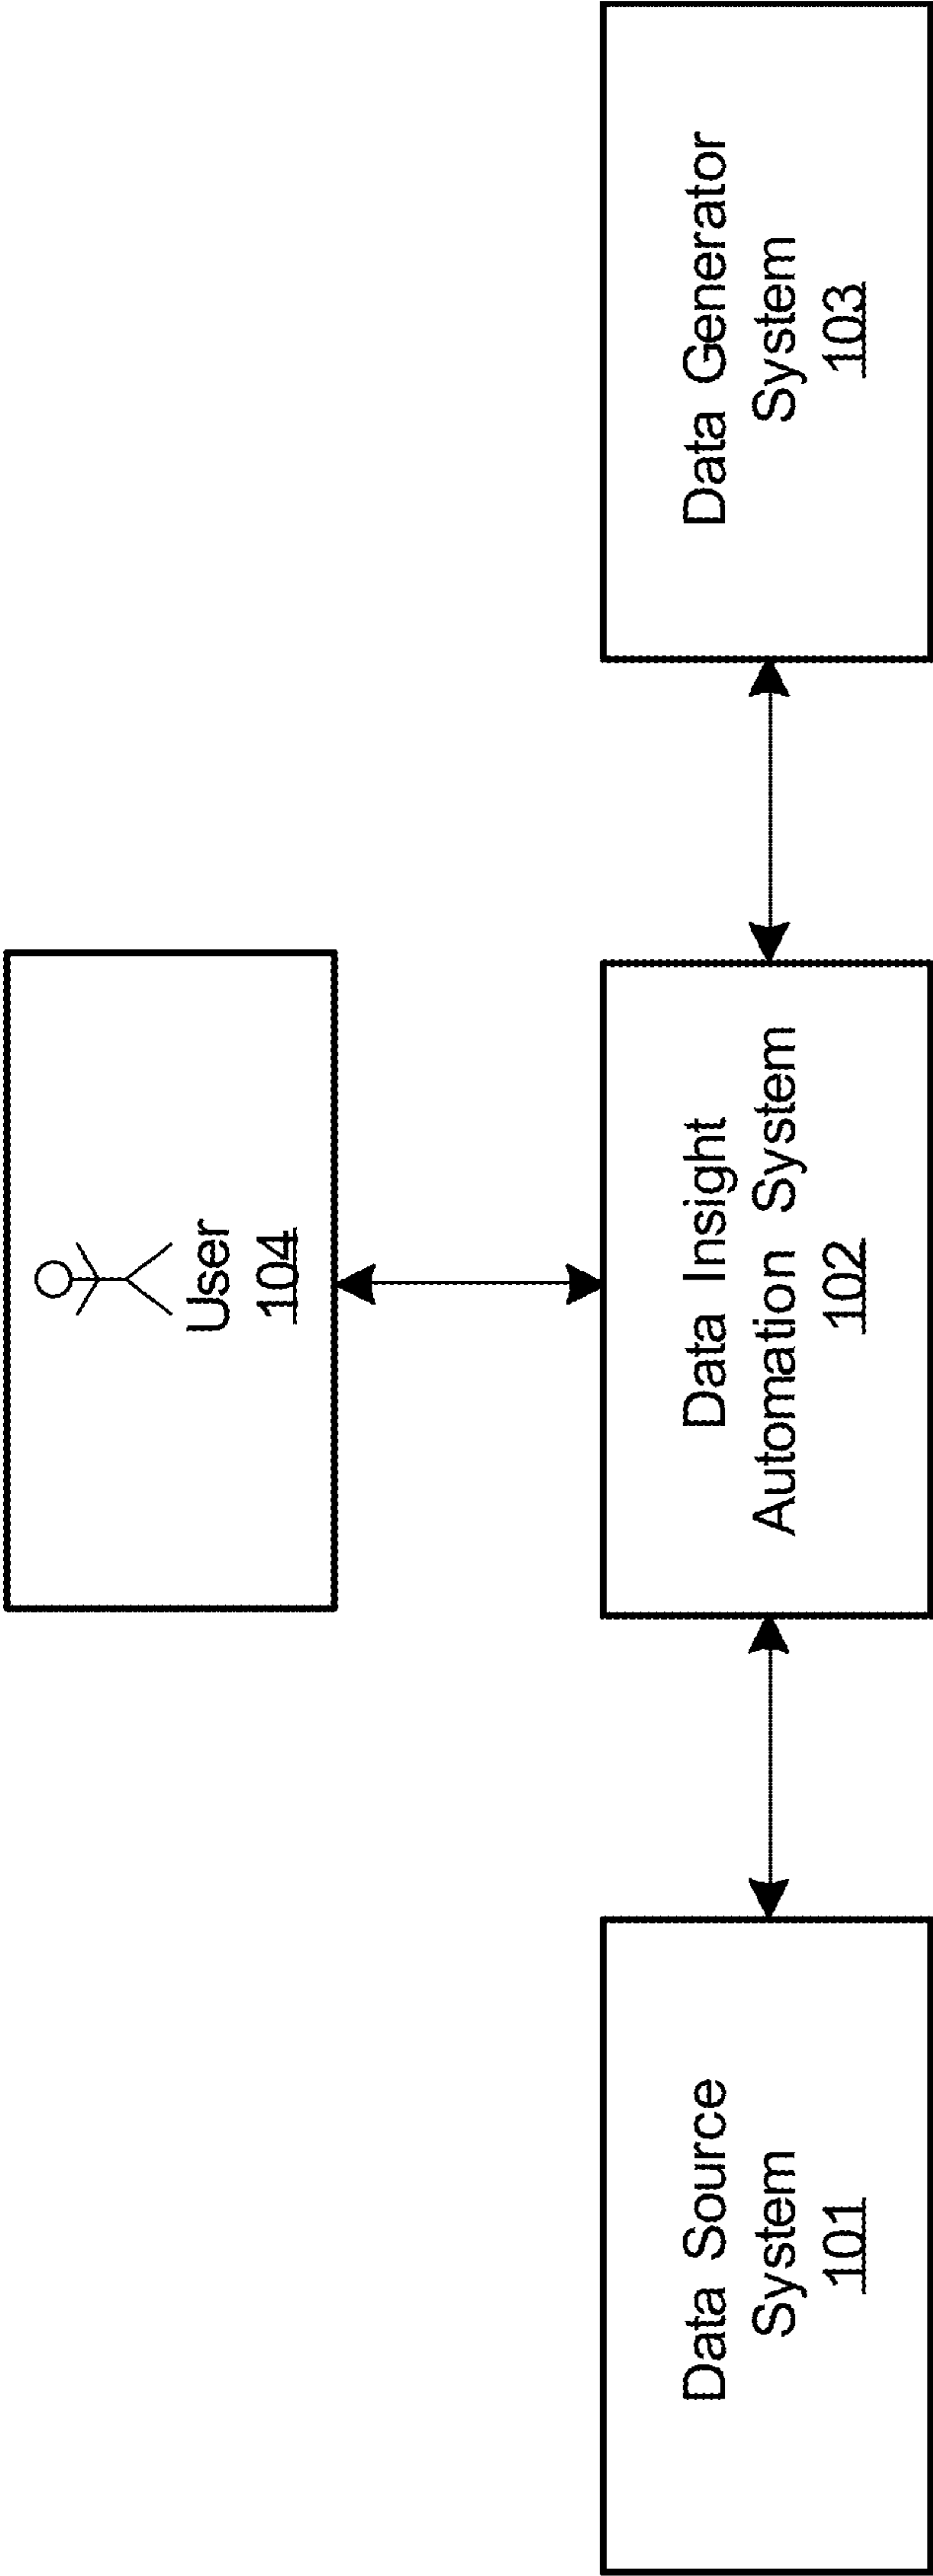 User
104
Data Source
System
101
Data Insight
Automation System
102
Data Generator
System
103